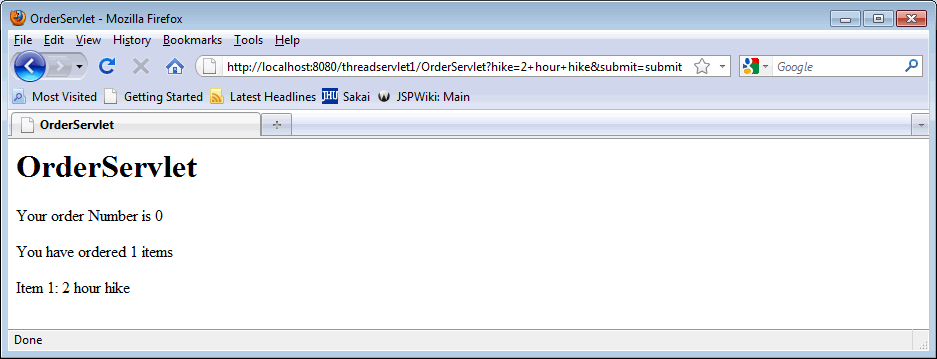 OrderServlet - Mozilla Firefox
File Edit View History Bookmarks Tools Help
http://localhost:8080/threadservlet1/OrderServlet?hike=2+hour+hike&submit=submit Google
Most Visited Getting Started Latest Headlines JHU Sakai W JSPWiki: Main
OrderServlet
OrderServlet
Your order Number is 0
You have ordered 1 items
Item 1: 2 hour hike
Done